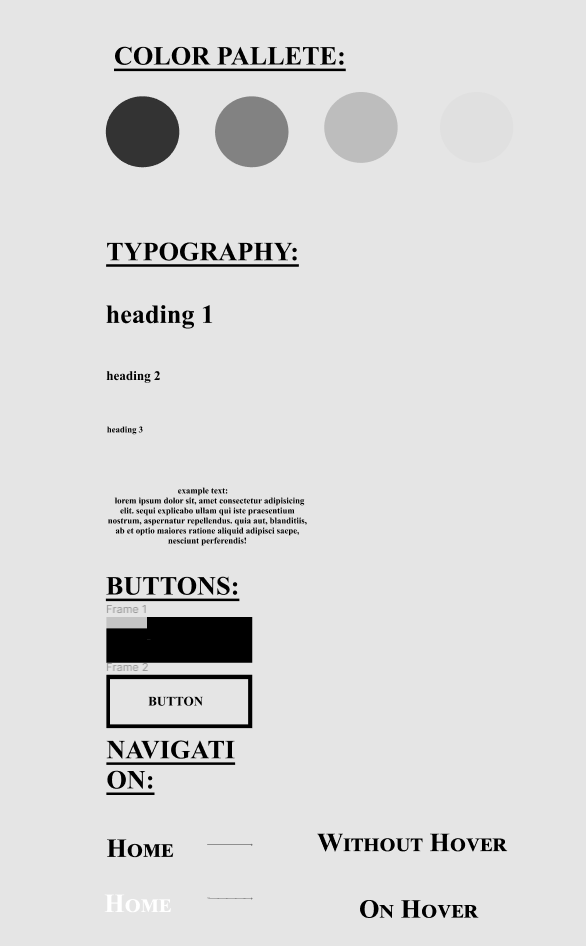 COLOR PALLETE:
TYPOGRAPHY:
heading 1
heading 2
heading 3
example text:
lorem ipsum dolor sit, amet consectetur adipisicing
elit. sequi explicabo ullam qui iste praesentium
nostrum, aspernatur repellendus. quia aut, blanditiis,
ab et optio maiores ratione aliquid adipisci saepe,
nesciunt perferendis!
BUTTONS:
Frame 1
Frame 2
BUTTON
NAVIGATI
ON:
Home
Without Hover
Home
On Hover